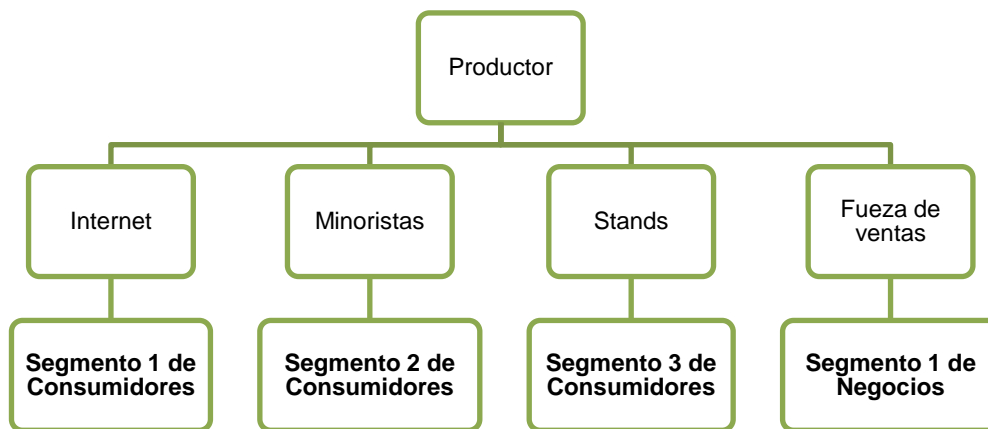 Productor
Internet
Minoristas
Stands
Fueza de
ventas
Segmento 1 de
Consumidores
Segmento 2 de
Consumidores
Segmento 3 de
Consumidores
Segmento 1 de
Negocios